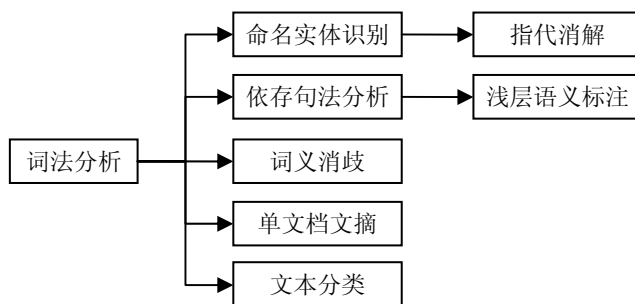 命名实体识别
指代消解
依存句法分析
浅层语义标注
词法分析
词义消歧
单文档文摘
文本分类